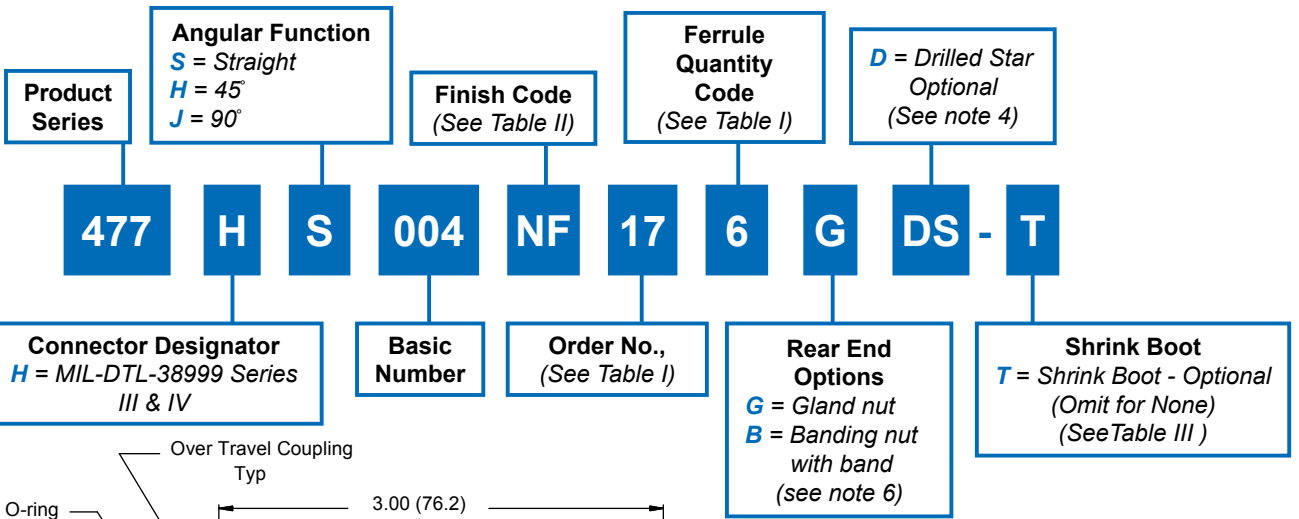 Product
Series
Angular Function
S = Straight
H = 45°
J = 90°
Finish Code
(See Table II)
Ferrule
Quantity
Code
(See Table I)
D = Drilled Star
Optional
(See note 4)
477 H S 004 NF 17 6 G DS - T
Connector Designator
H = MIL-DTL-38999 Series
III & IV
Basic
Number
Order No.,
(See Table I)
Rear End
Options
G = Gland nut
B = Banding nut
with band
(see note 6)
Shrink Boot
T = Shrink Boot - Optional
(Omit for None)
(SeeTable III )
Over Travel Coupling
Typ
O-ring
3.00 (76.2)